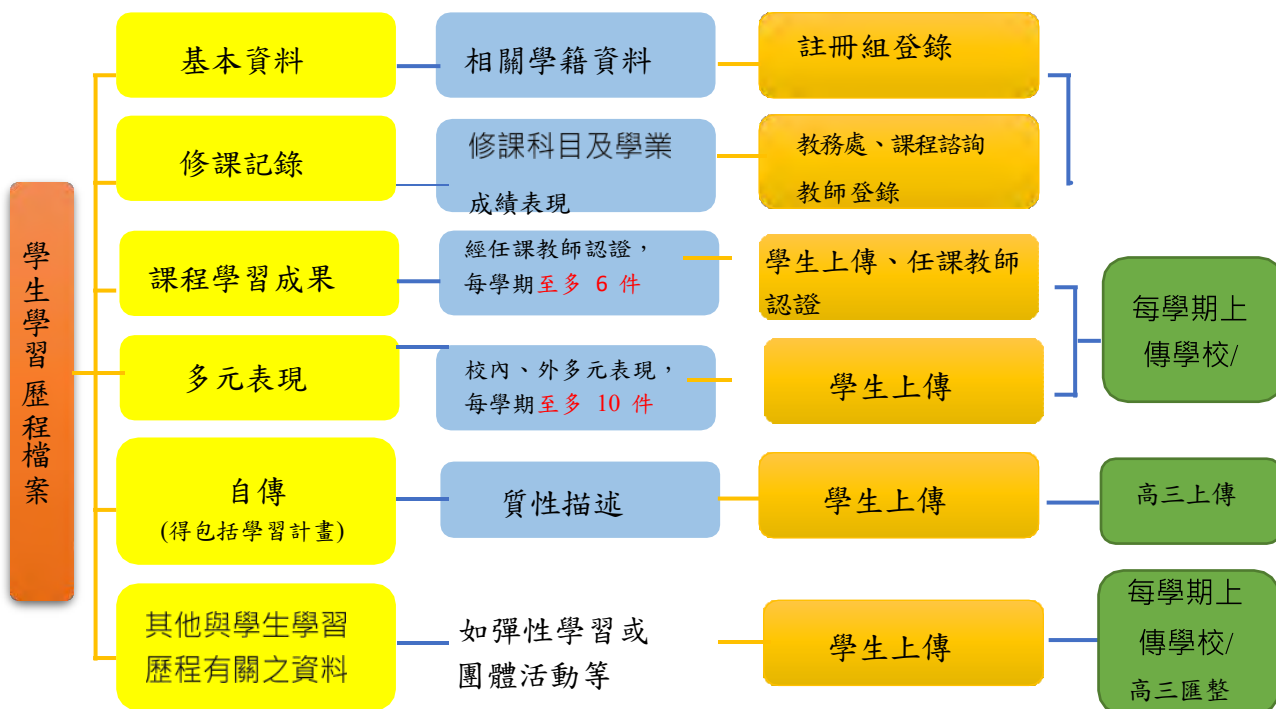 學生學習歷程檔案
基本資料
相關學籍資料
註冊組登錄
修課記錄
修課科目及學業
成績表現
教務處、課程諮詢
教師登錄
課程學習成果
經任課教師認證，
每學期至多 6 件
學生上傳、任課教師
認證
多元表現
校內、外多元表現，
每學期至多 10 件
學生上傳
每學期上
傳學校/
自傳
(得包括學習計畫)
質性描述
學生上傳
高三上傳
其他與學生學習
歷程有關之資料
如彈性學習或
團體活動等
學生上傳
每學期上
傳學校/
高三匯整